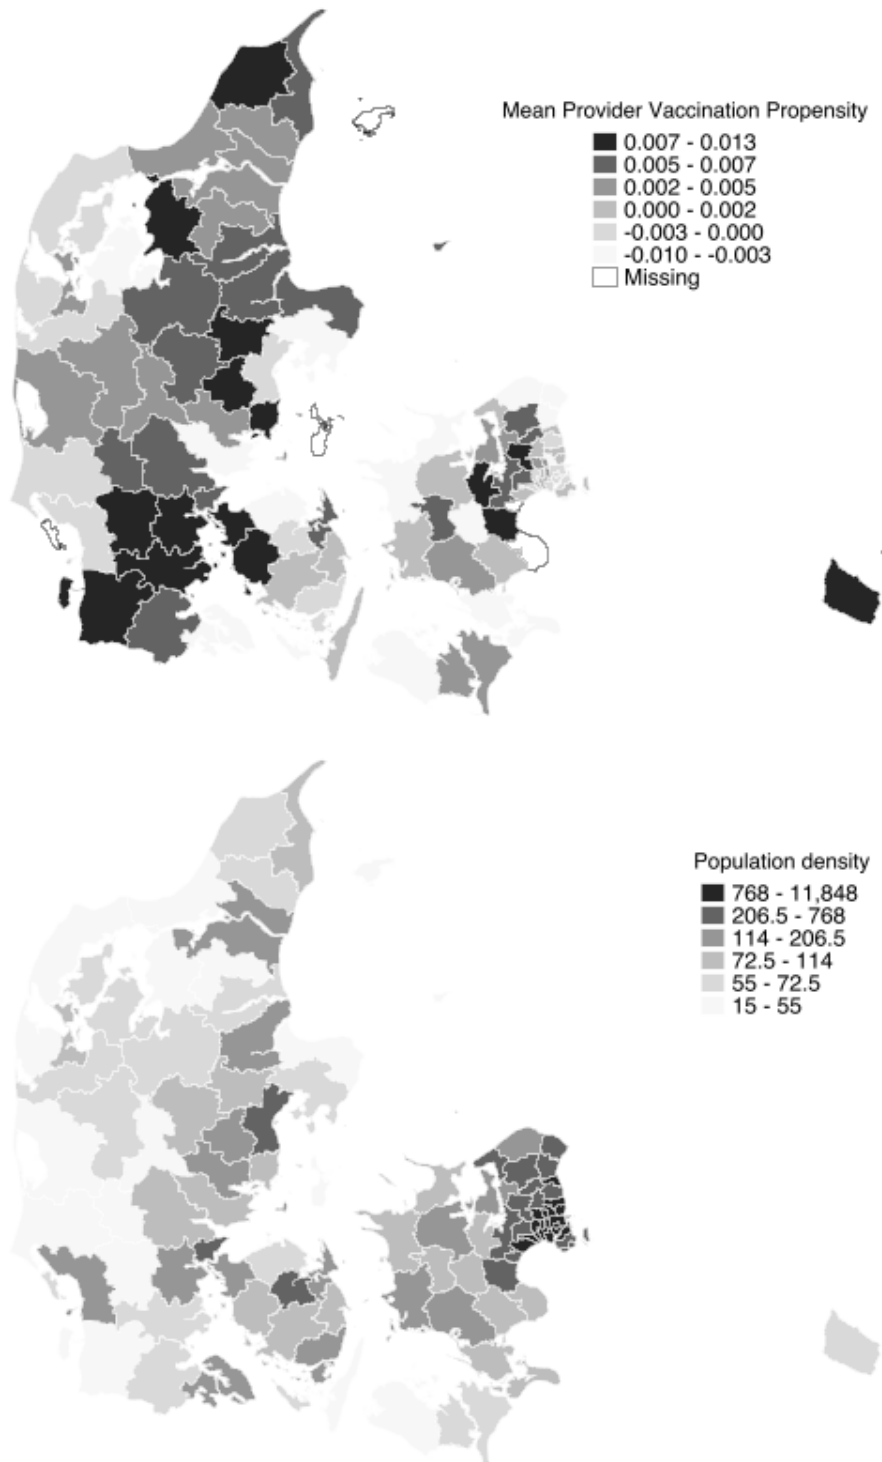 Mean Provider Vaccination Propensity
0.007 - 0.013
0.005 - 0.007
0.002 - 0.005
0.000 - 0.002
-0.003 - 0.000
-0.010 - -0.003
Missing
Population density
768 - 11,848
206.5 - 768
114 - 206.5
72.5 - 114
55 - 72.5
15 - 55